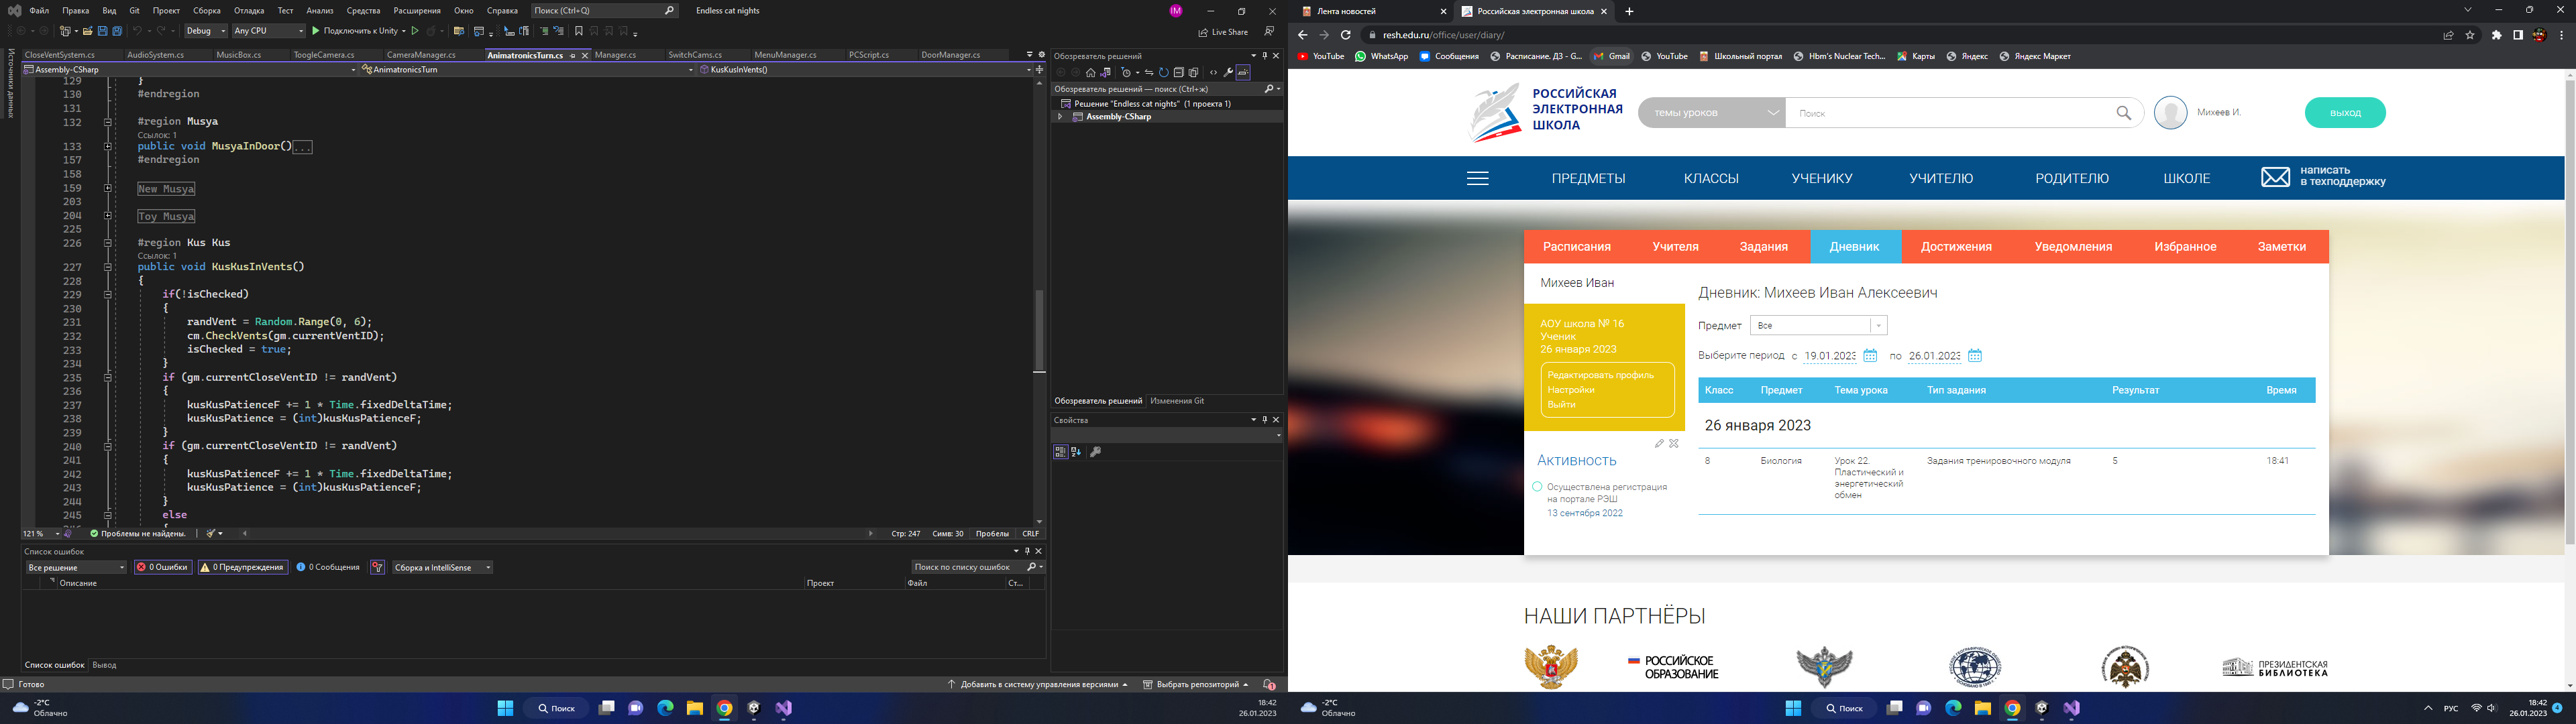 Файл Правка Вид Git Проект Сборка Отладка Тест Анализ Средства Расширения Окно Справка Поиск (Ctrl+Q) Endless cat nights IM
Debug Any CPU Подключить к Unity Live Share
Источники данных
CloseVentSystem.cs AudioSystem.cs MusicBox.cs ToogleCamera.cs CameraManager.cs AnimatronicsTurn.cs Manager.cs SwitchCams.cs MenuManager.cs PCScript.cs DoorManager.cs
Assembly-CSharp AnimatronicsTurn KusKusInVents()
129 }
130 #endregion
131
132 #region Musya
Ссылок: 1
133 public void MusyaInDoor()...
157 #endregion
158
159 New Musya
203
204 Toy Musya
225
226 #region Kus Kus
Ссылок: 1
227 public void KusKusInVents()
228 {
229 if(!isChecked)
230 {
231 randVent = Random.Range(0, 6);
232 cm.CheckVents(gm.currentVentID);
233 isChecked = true;
234 }
235 if (gm.currentCloseVentID != randVent)
236 {
237 kusKusPatienceF += 1 * Time.fixedDeltaTime;
238 kusKusPatience = (int)kusKusPatienceF;
239 }
240 if (gm.currentCloseVentID != randVent)
241 {
242 kusKusPatienceF += 1 * Time.fixedDeltaTime;
243 kusKusPatience = (int)kusKusPatienceF;
244 }
245 else
121 % Проблемы не найдены. Стр: 247 Симв: 30 Пробелы CRLF
Список ошибок
Все решение 0 Ошибки 0 Предупреждения 0 Сообщения Сборка и IntelliSense Поиск по списку ошибок
Описание Проект Файл Ст...
Список ошибок Вывод
Готово Добавить в систему управления версиями Выбрать репозиторий 1
Обозреватель решений
Обозреватель решений — поиск (Ctrl+ж)
Решение "Endless cat nights" (1 проекта 1)
Assembly-CSharp
Обозреватель решений Изменения Git
Свойства
-2°C
Облачно
Поиск
18:42
26.01.2023
Лента новостей Российская электронная школа
resh.edu.ru/office/user/diary/
YouTube WhatsApp Сообщения Расписание. ДЗ - G... Gmail YouTube Школьный портал Hbm's Nuclear Tech... Карты Яндекс Яндекс Маркет
РОССИЙСКАЯ
ЭЛЕКТРОННАЯ
ШКОЛА
темы уроков Поиск Михеев И. выход
ПРЕДМЕТЫ КЛАССЫ УЧЕНИКУ УЧИТЕЛЮ РОДИТЕЛЮ ШКОЛЕ
написать
в техподдержку
Расписания Учителя Задания Дневник Достижения Уведомления Избранное Заметки
Михеев Иван
АОУ школа № 16
Ученик
26 января 2023
Редактировать профиль
Настройки
Выйти
Активность
Осуществлена регистрация
на портале РЭШ
13 сентября 2022
Дневник: Михеев Иван Алексеевич
Предмет Все
Выберите период с 19.01.2023 по 26.01.2023
Класс Предмет Тема урока Тип задания Результат Время
26 января 2023
8 Биология Урок 22. Задания тренировочного модуля 5 18:41
Пластический и
энергетический
обмен
НАШИ ПАРТНЁРЫ
РОССИЙСКОЕ
ОБРАЗОВАНИЕ
ПРЕЗИДЕНТСКАЯ
БИБЛИОТЕКА
-2°C
Облачно
Поиск
РУС
18:42
26.01.2023
4